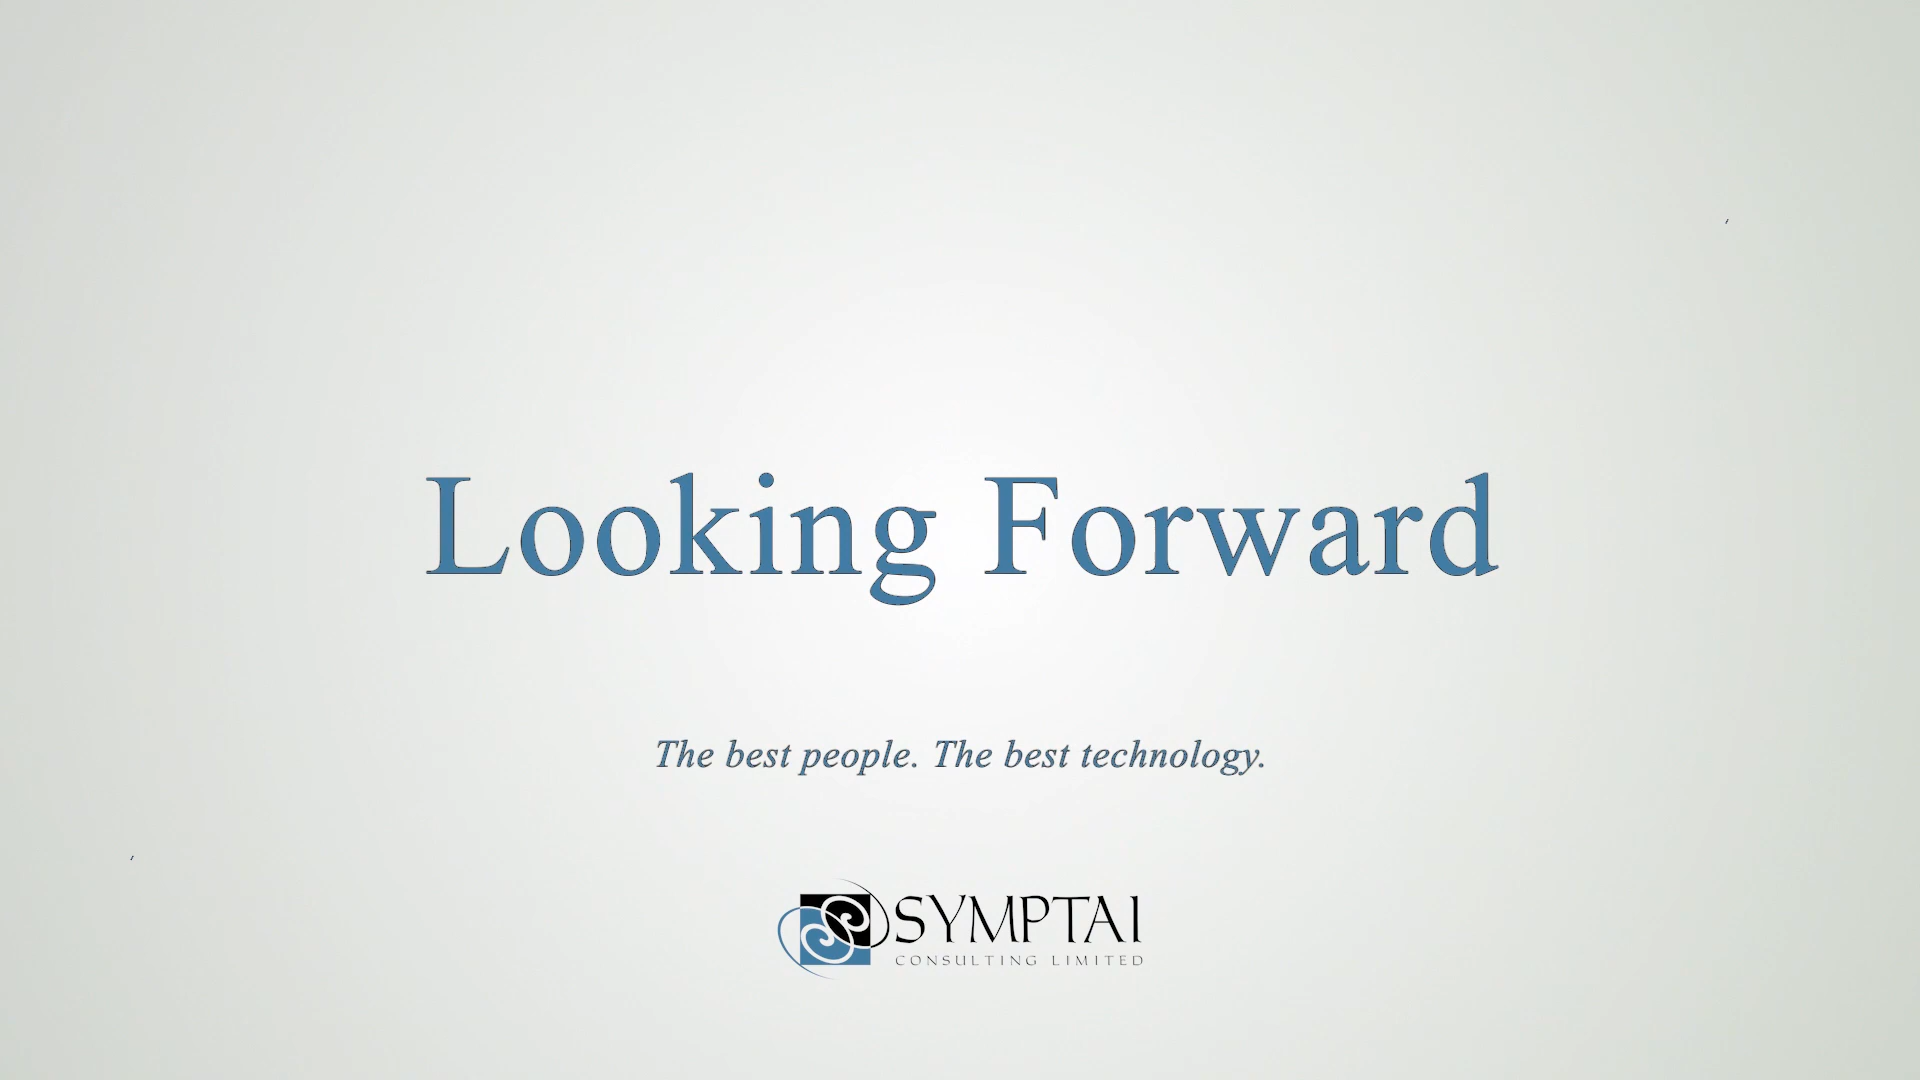 Looking Forward
The best people. The best technology.
SYMPTAI
CONSULTING LIMITED